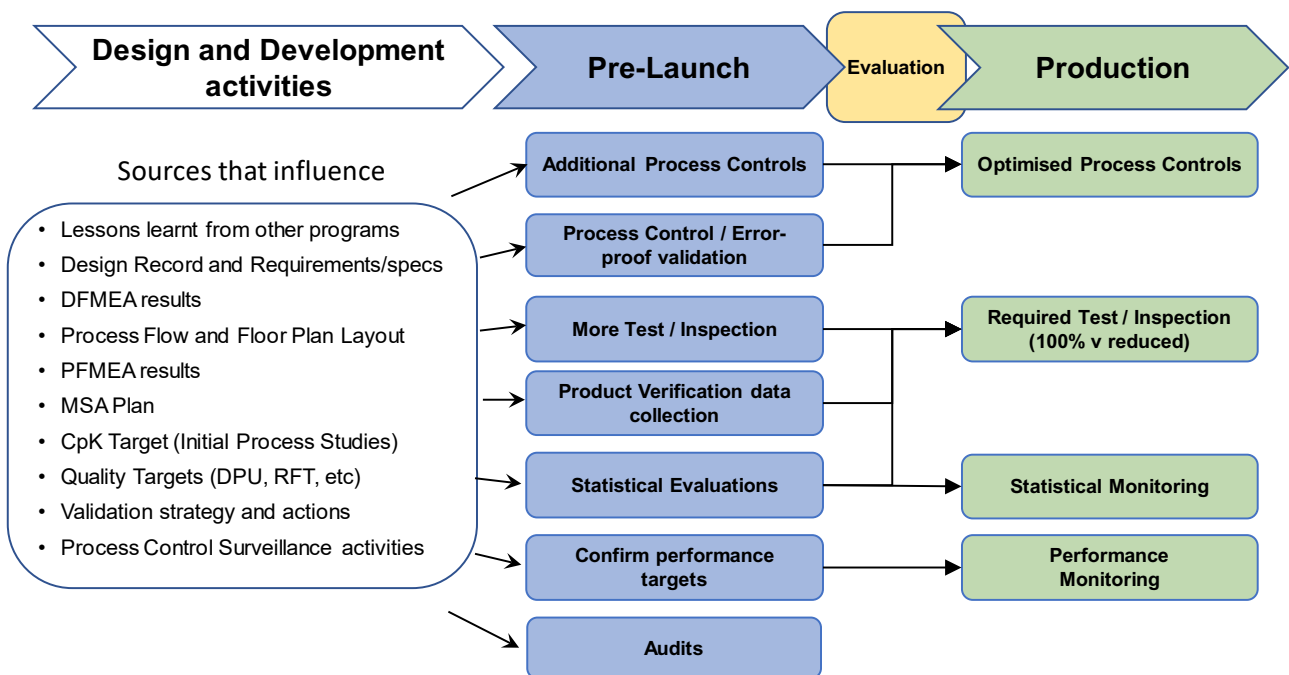 Design and Development
activities
Pre-Launch
Evaluation
Production
Sources that influence
• Lessons learnt from other programs
• Design Record and Requirements/specs
• DFMEA results
• Process Flow and Floor Plan Layout
• PFMEA results
• MSA Plan
• CpK Target (Initial Process Studies)
• Quality Targets (DPU, RFT, etc)
• Validation strategy and actions
• Process Control Surveillance activities
Additional Process Controls
Process Control / Error-
proof validation
More Test / Inspection
Product Verification data
collection
Statistical Evaluations
Confirm performance
targets
Audits
Optimised Process Controls
Required Test / Inspection
(100% v reduced)
Statistical Monitoring
Performance
Monitoring